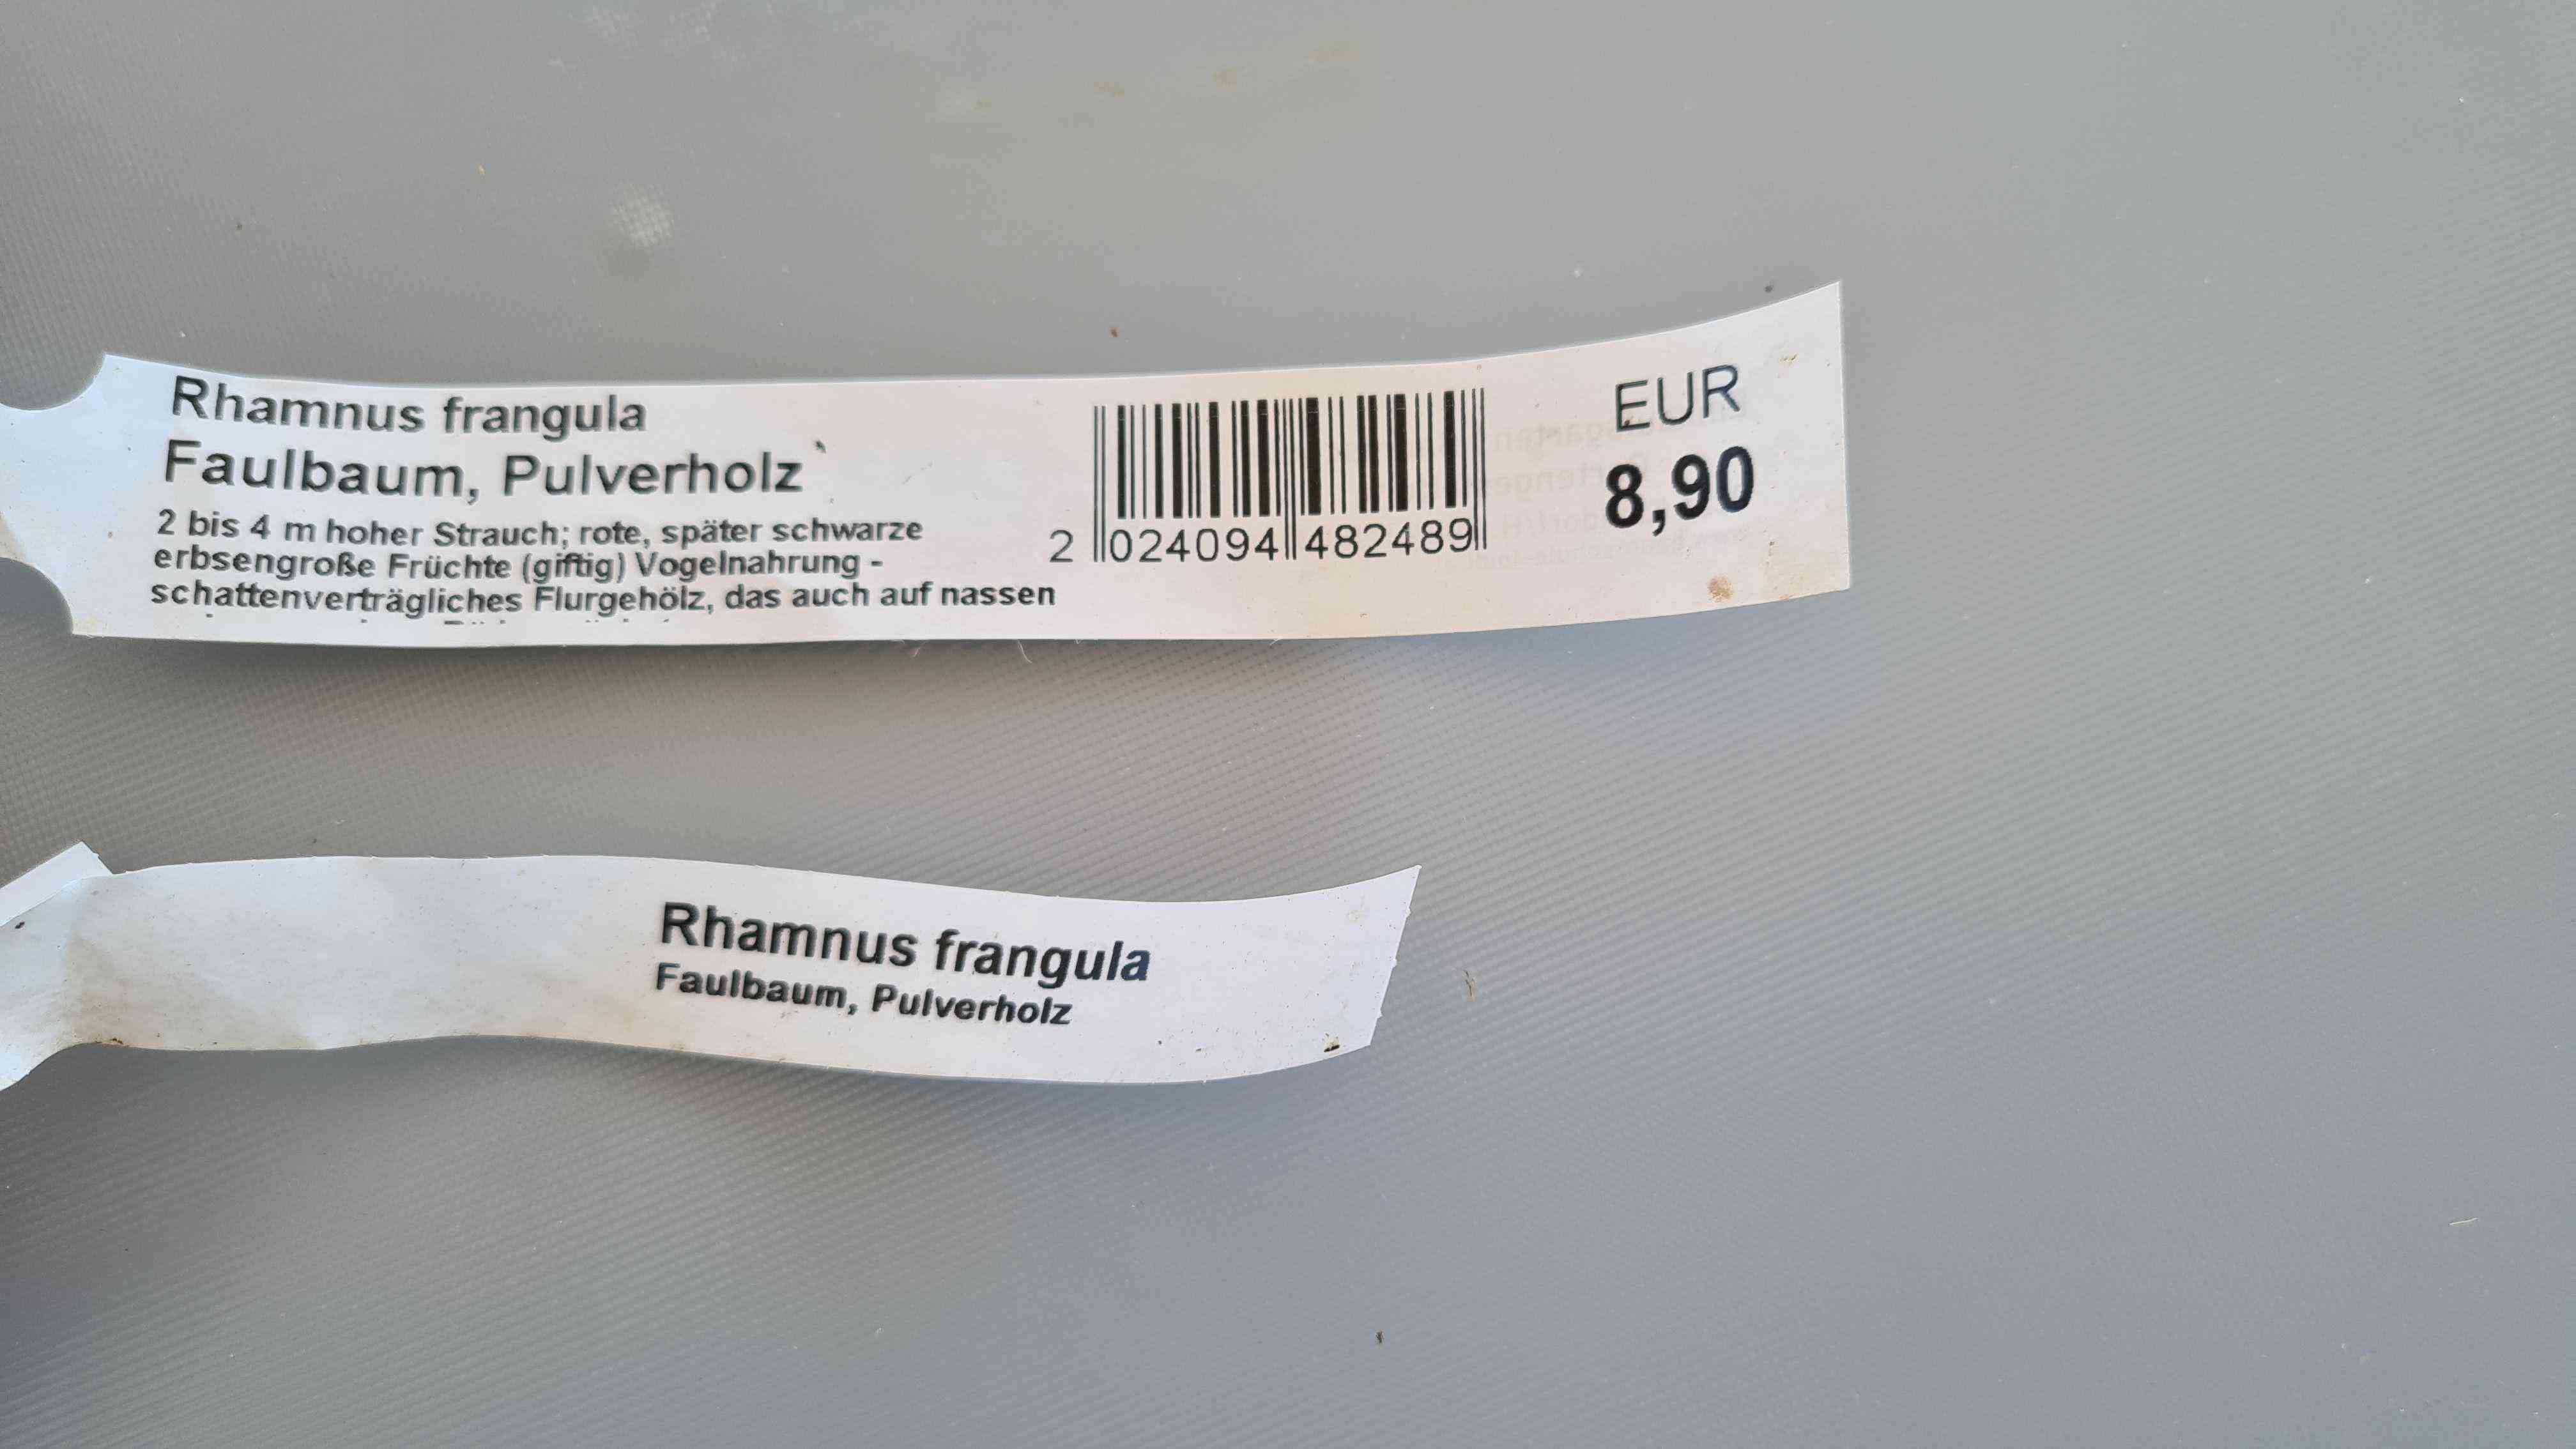 Rhamnus frangula
Faulbaum, Pulverholz
2 bis 4 m hoher Strauch; rote, später schwarze
erbsengroße Früchte (giftig) Vogelnahrung -
schattenverträgliches Flurgehölz, das auch auf nassen
2 024094 482489
EUR
8,90
Rhamnus frangula
Faulbaum, Pulverholz